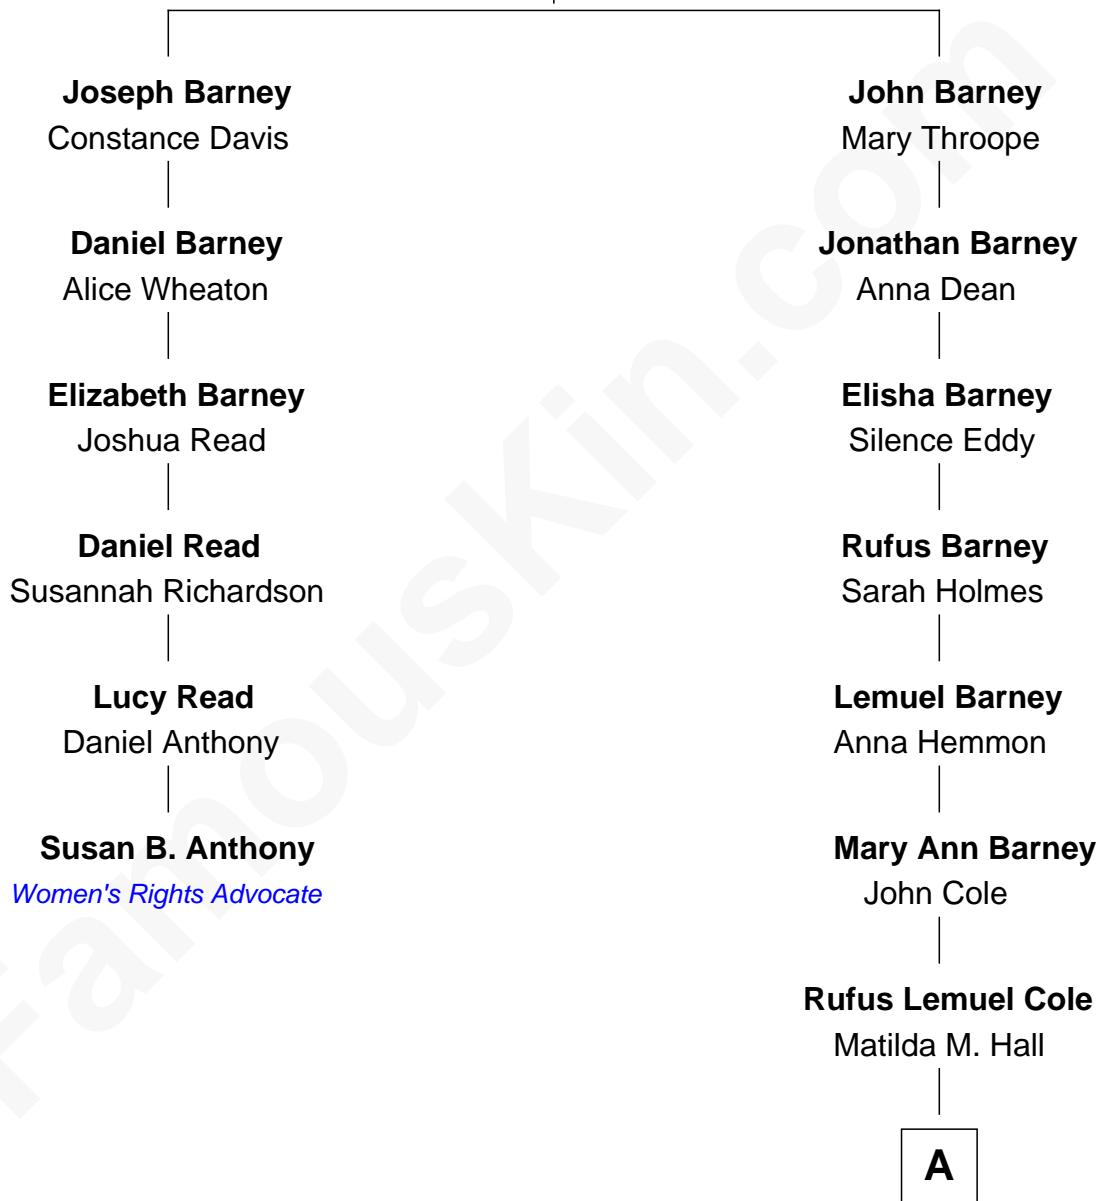 Joseph Barney
Constance Davis
Daniel Barney
Alice Wheaton
Elizabeth Barney
Joshua Read
Daniel Read
Susannah Richardson
Lucy Read
Daniel Anthony
Susan B. Anthony
Women's Rights Advocate
John Barney
Mary Throope
Jonathan Barney
Anna Dean
Elisha Barney
Silence Eddy
Rufus Barney
Sarah Holmes
Lemuel Barney
Anna Hemmon
Mary Ann Barney
John Cole
Rufus Lemuel Cole
Matilda M. Hall
A
FamousKin.com